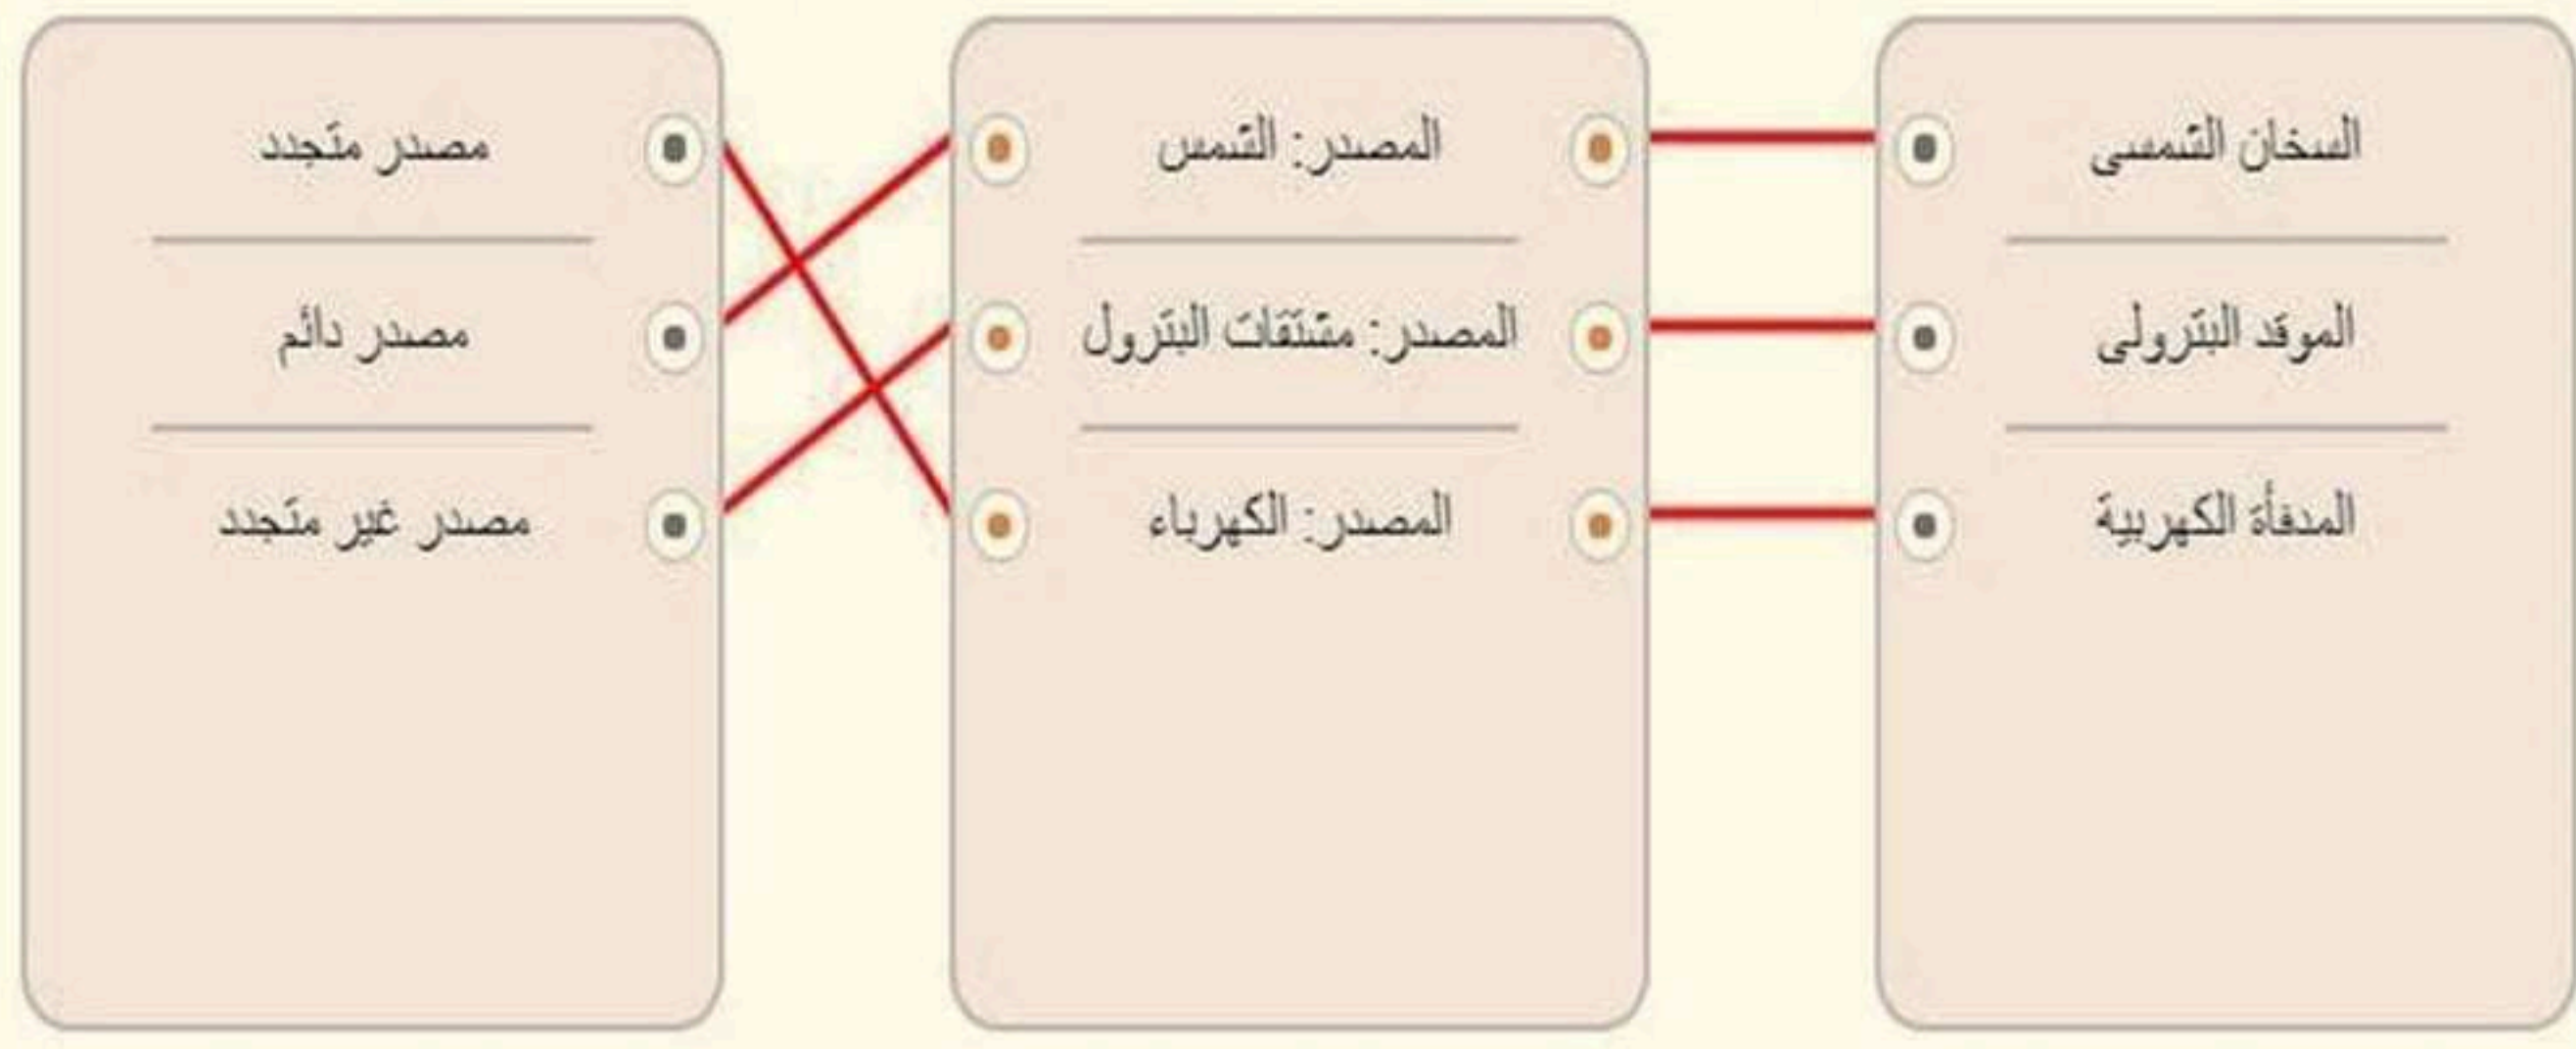 السخان الشمسى
الموقد البترولى
المدفأة الكهربية
المصدر: الشمس
المصدر: مشتقات البترول
المصدر: الكهرباء
مصدر متجدد
مصدر دائم
مصدر غير متجدد